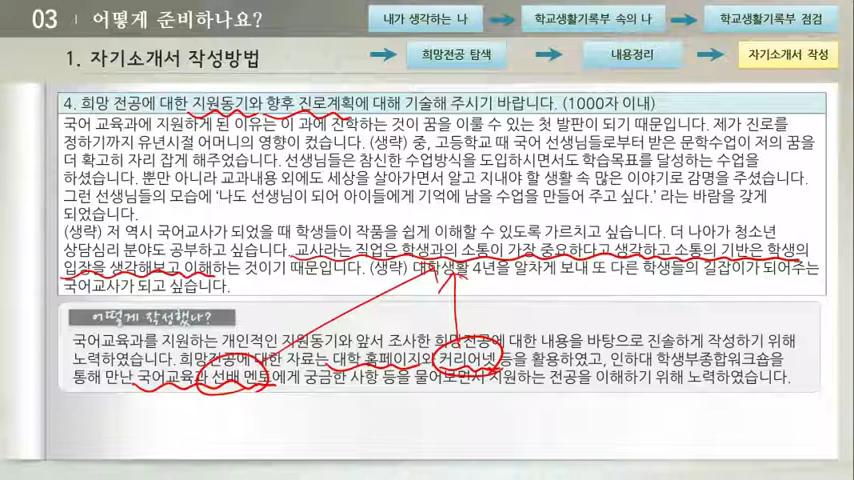 03 | 어떻게 준비하나요?
내가 생각하는 나
학교생활기록부 속의 나
학교생활기록부 점검
1. 자기소개서 작성방법
희망전공 탐색
내용정리
자기소개서 작성
4. 희망 전공에 대한 지원동기와 향후 진로계획에 대해 기술해 주시기 바랍니다. (1000자 이내)
국어 교육과에 지원하게 된 이유는 이 과에 진학하는 것이 꿈을 이룰 수 있는 첫 발판이 되기 때문입니다. 제가 진로를
정하기까지 유년시절 어머니의 영향이 컸습니다. (생략) 중, 고등학교 때 국어 선생님들로부터 받은 문학수업이 저의 꿈을
더 확고히 자리 잡게 해주었습니다. 선생님들은 참신한 수업방식을 도입하시면서도 학습목표를 달성하는 수업을
하셨습니다. 뿐만 아니라 교과내용 외에도 세상을 살아가면서 알고 지내야 할 생활 속 많은 이야기로 감명을 주셨습니다.
그런 선생님들의 모습에 '나도 선생님이 되어 아이들에게 기억에 남을 수업을 만들어 주고 싶다.' 라는 바람을 갖게
되었습니다.
(생략) 저 역시 국어교사가 되었을 때 학생들이 작품을 쉽게 이해할 수 있도록 가르치고 싶습니다. 더 나아가 청소년
상담심리 분야도 공부하고 싶습니다. 교사라는 직업은 학생과의 소통이 가장 중요하다고 생각하고 소통의 기반은 학생의
입장을 생각해보고 이해하는 것이기 때문입니다. (생략) 대학생활 4년을 알차게 보내 또 다른 학생들의 길잡이가 되어주는
국어교사가 되고 싶습니다.
어떻게 작성했나?
국어교육과를 지원하는 개인적인 지원동기와 앞서 조사한 희망전공에 대한 내용을 바탕으로 진솔하게 작성하기 위해
노력하였습니다. 희망전공에 대한 자료는 대학 홈페이지와 커리어넷 등을 활용하였고, 인하대 학생부종합워크숍을
통해 만난 국어교육과 선배 멘토에게 궁금한 사항 등을 물어보면서 지원하는 전공을 이해하기 위해 노력하였습니다.